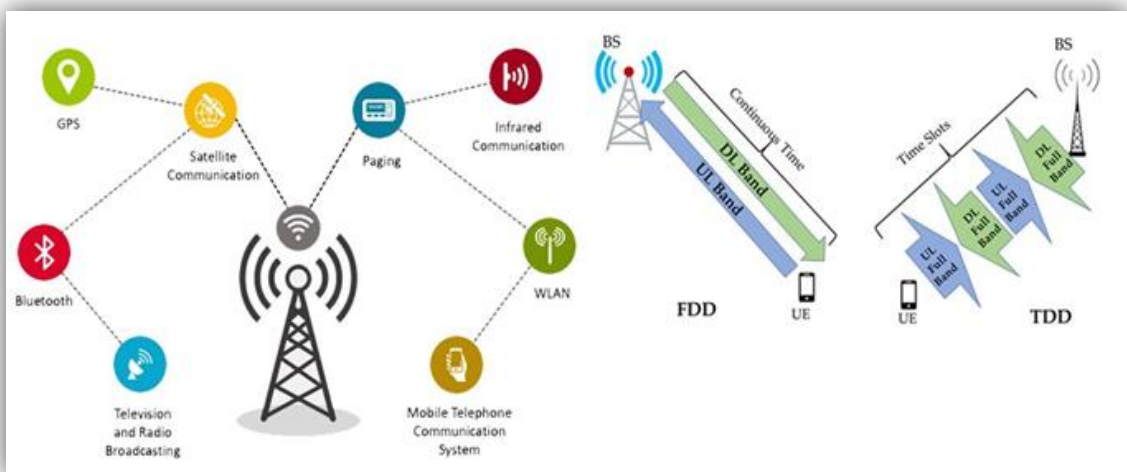 GPS
Satellite
Communication
Paging
Infrared
Communication
Bluetooth
WLAN
Television
and Radio
Broadcasting
Mobile Telephone
Communication
System
BS
Continuous Time
DL Band
UL Band
UE
FDD
BS
Time Slots
DL
Full
Band
UL
Full
Band
DL
Full
Band
UL
Full
Band
UE
TDD